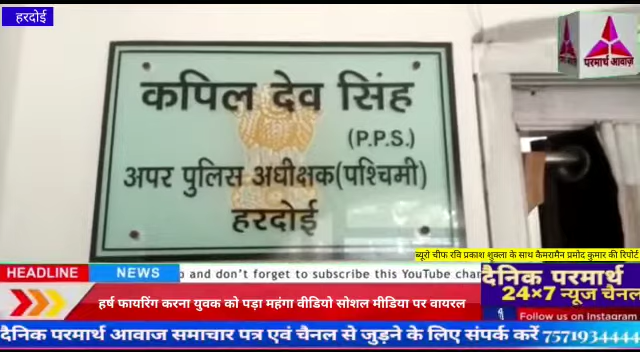 हरदोई
परमार्थ आवाज़
कपिल देव सिंह
(P.P.S.)
अपर पुलिस अधीक्षक(पश्चिमी)
हरदोई
ब्यूरो चीफ रवि प्रकाश शुक्ला के साथ कैमरामैन प्रमोद कुमार की रिपोर्ट
HEADLINE NEWS and don't forget to subscribe this YouTube
दैनिक परमार्थ
24×7 न्यूज चैनल
हर्ष फायरिंग करना युवक को पड़ा महंगा वीडियो सोशल मीडिया पर वायरल
Follow us on Instagram
दैनिक परमार्थ आवाज समाचार पत्र एवं चैनल से जुड़ने के लिए संपर्क करें 7571934444